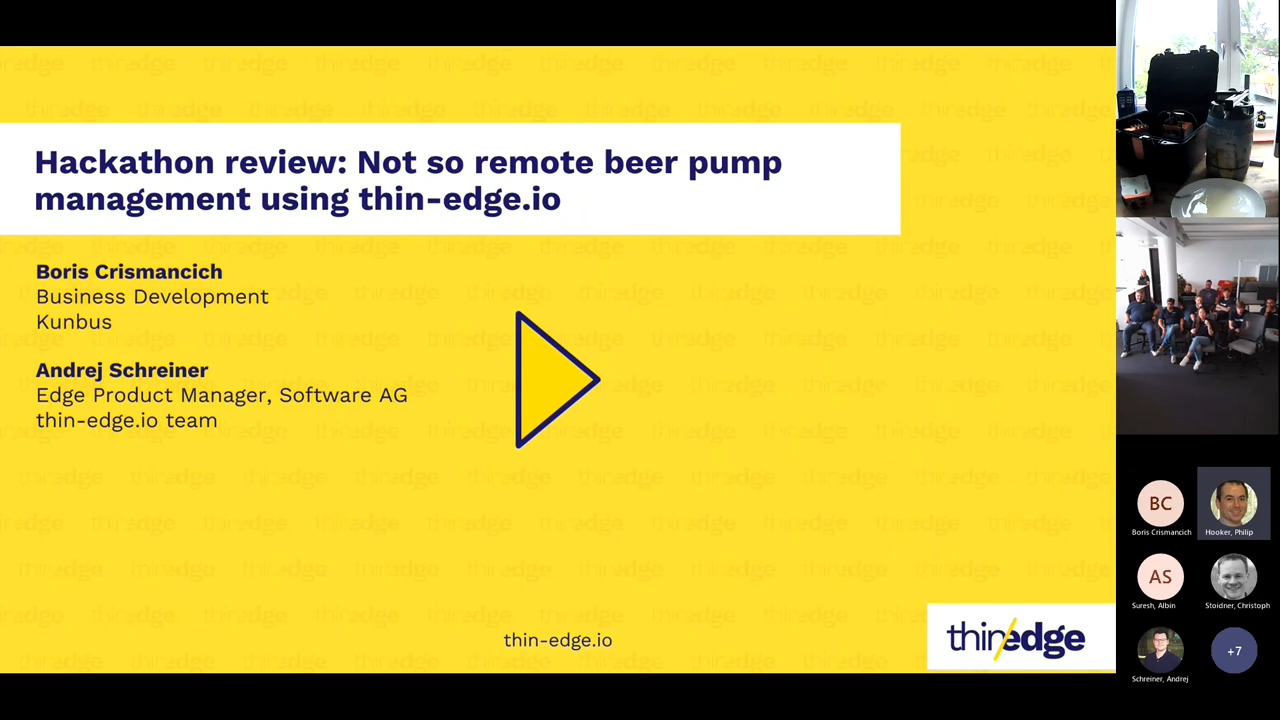 Hackathon review: Not so remote beer pump
management using thin-edge.io
Boris Crismancich
Business Development
Kunbus
Andrej Schreiner
Edge Product Manager, Software AG
thin-edge.io team
thin-edge.io
thin/edge
BC
Boris Crismancich
Hooker, Philip
AS
Suresh, Albin
Stoidner, Christoph
Schreiner, Andrej
+7